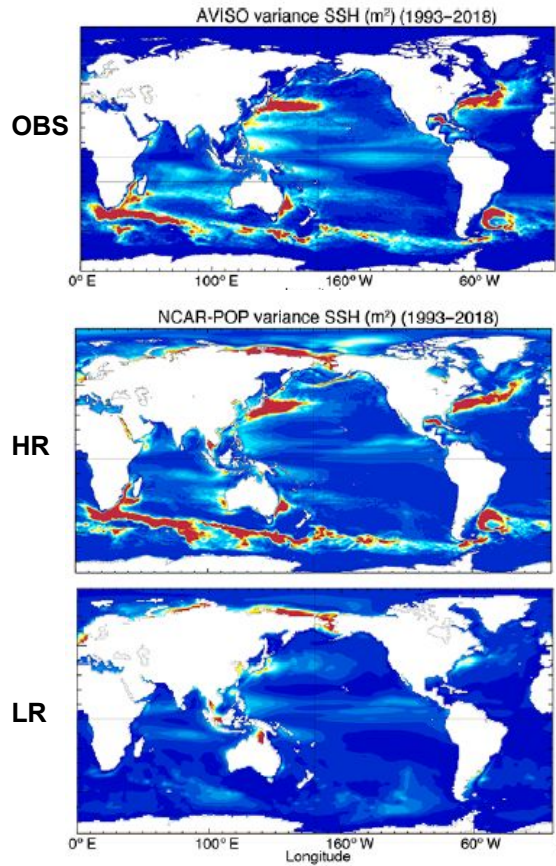 AVISO variance SSH (m²) (1993–2018)
OBS
0° E 100° E 160° W 60° W
NCAR-POP variance SSH (m²) (1993–2018)
HR
LR
0° E 100° E 160° W 60° W
Longitude